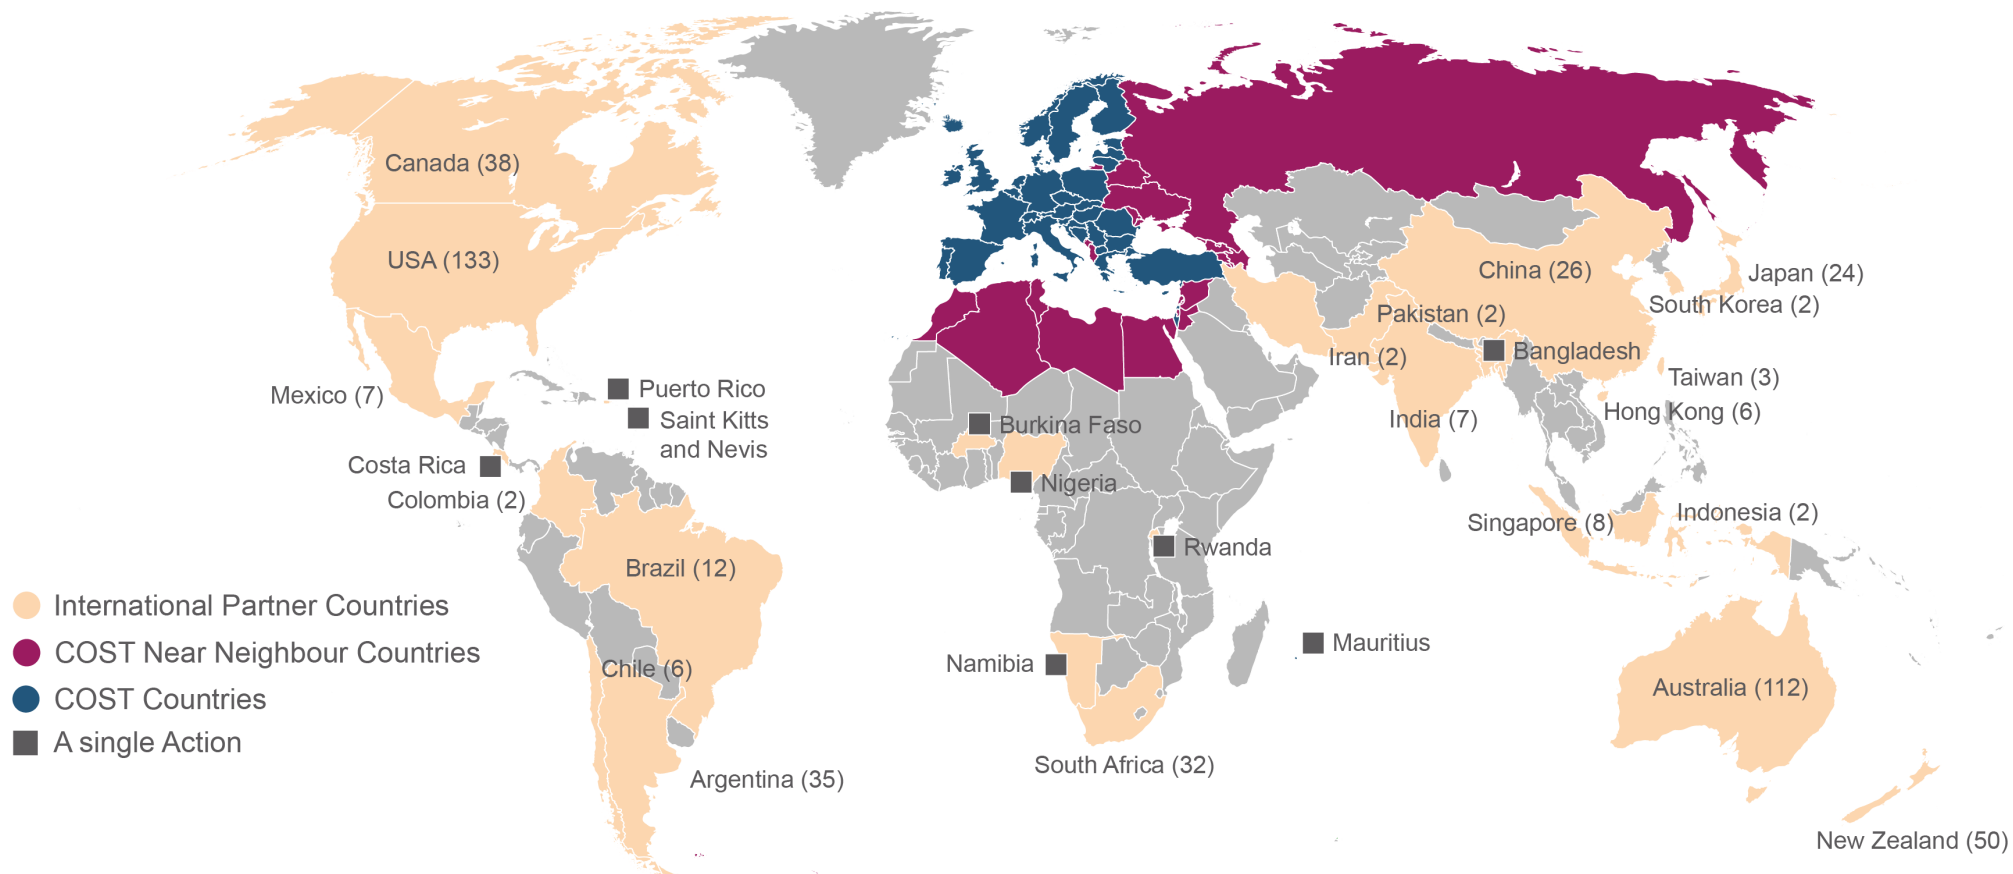 Canada (38)
USA (133)
China (26)
Japan (24)
South Korea (2)
Pakistan (2)
Iran (2)
Bangladesh
Taiwan (3)
Mexico (7)
Puerto Rico
Saint Kitts
and Nevis
Burkina Faso
India (7)
Hong Kong (6)
Costa Rica
Colombia (2)
Nigeria
Singapore (8)
Indonesia (2)
Rwanda
Brazil (12)
International Partner Countries
COST Near Neighbour Countries
COST Countries
A single Action
Chile (6)
Namibia
Mauritius
Australia (112)
South Africa (32)
Argentina (35)
New Zealand (50)